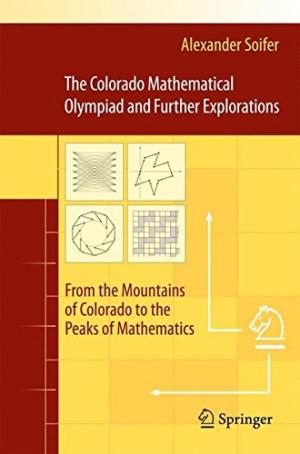 Alexander Soifer
The Colorado Mathematical
Olympiad and Further Explorations
From the Mountains
of Colorado to the
Peaks of Mathematics
Springer